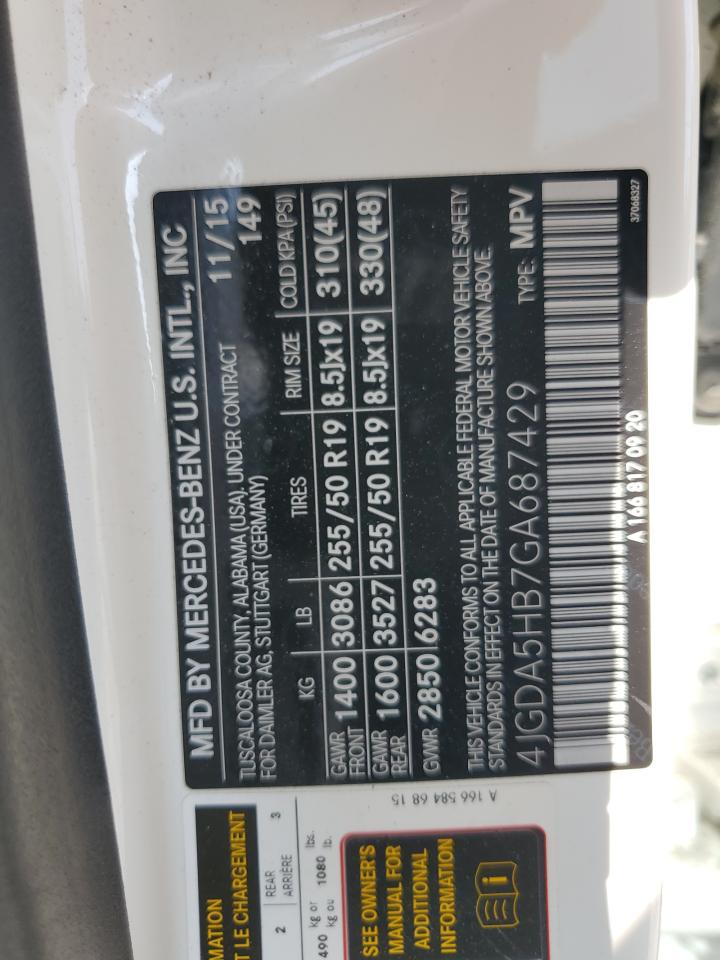 MFD BY MERCEDES-BENZ U.S. INTL., INC
TUSCALOOSA COUNTY, ALABAMA (USA). UNDER CONTRACT 11/15
FOR DAIMLER AG, STUTTGART (GERMANY) 149
KG LB TIRES RIM SIZE COLD KPA (PSI)
GAWR FRONT 1400 3086 255/50 R19 8.5Jx19 310(45)
GAWR REAR 1600 3527 255/50 R19 8.5Jx19 330(48)
GVWR 2850 6283
THIS VEHICLE CONFORMS TO ALL APPLICABLE FEDERAL MOTOR VEHICLE SAFETY
STANDARDS IN EFFECT ON THE DATE OF MANUFACTURE SHOWN ABOVE.
4JGDA5HB7GA687429 TYPE: MPV
A 166 817 09 20 37068327
A 166 584 68 15
MATION
T LE CHARGEMENT
2 REAR 3
ARRIÈRE
490 kg or 1080 lbs.
kg ou lb.
SEE OWNER'S
MANUAL FOR
ADDITIONAL
INFORMATION
i